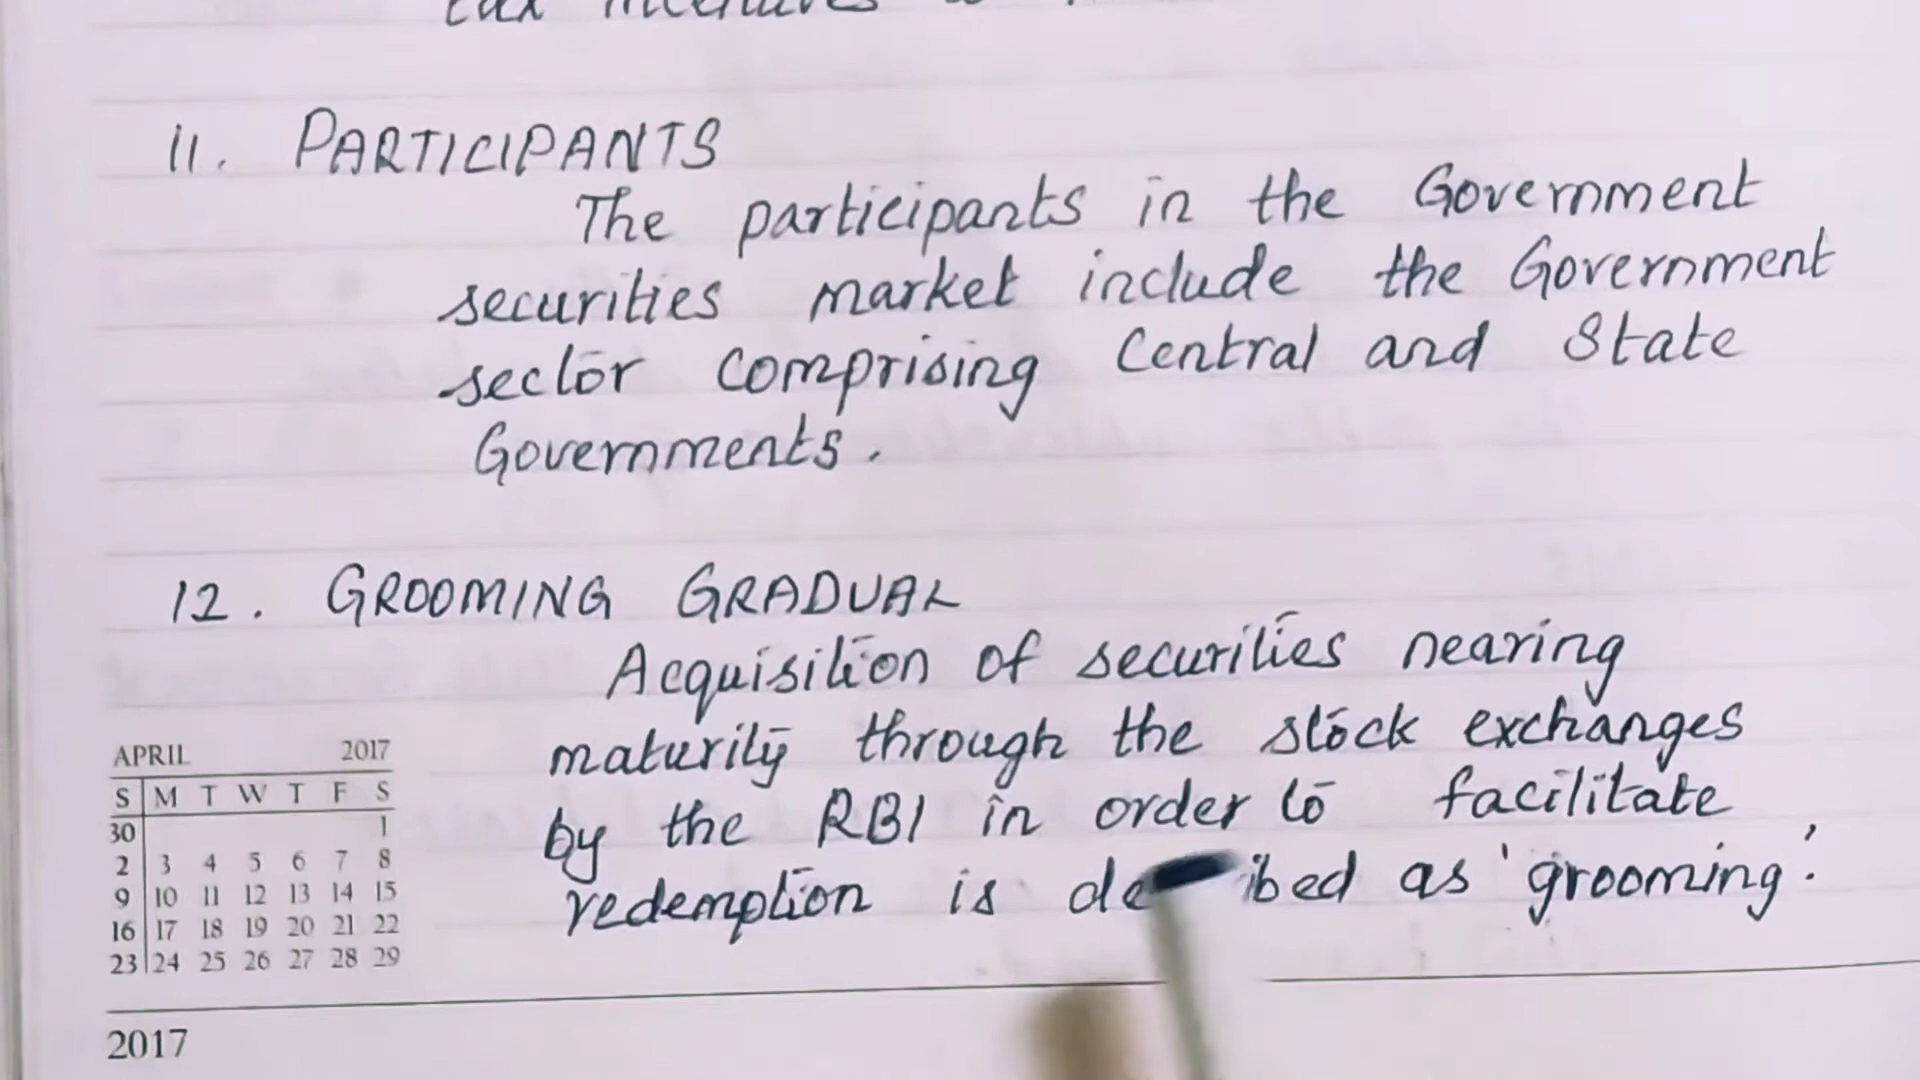 tax incentives
11. PARTICIPANTS
The participants in the Government
securities market include the Government
sector comprising Central and State
Governments.
12. GROOMING GRADUAL
Acquisition of securities nearing
maturity through the stock exchanges
by the RBI in order to facilitate
redemption is as 'grooming'.
APRIL 2017
S M T W T F S
30 1
2 3 4 5 6 7 8
9 10 11 12 13 14 15
16 17 18 19 20 21 22
23 24 25 26 27 28 29
2017